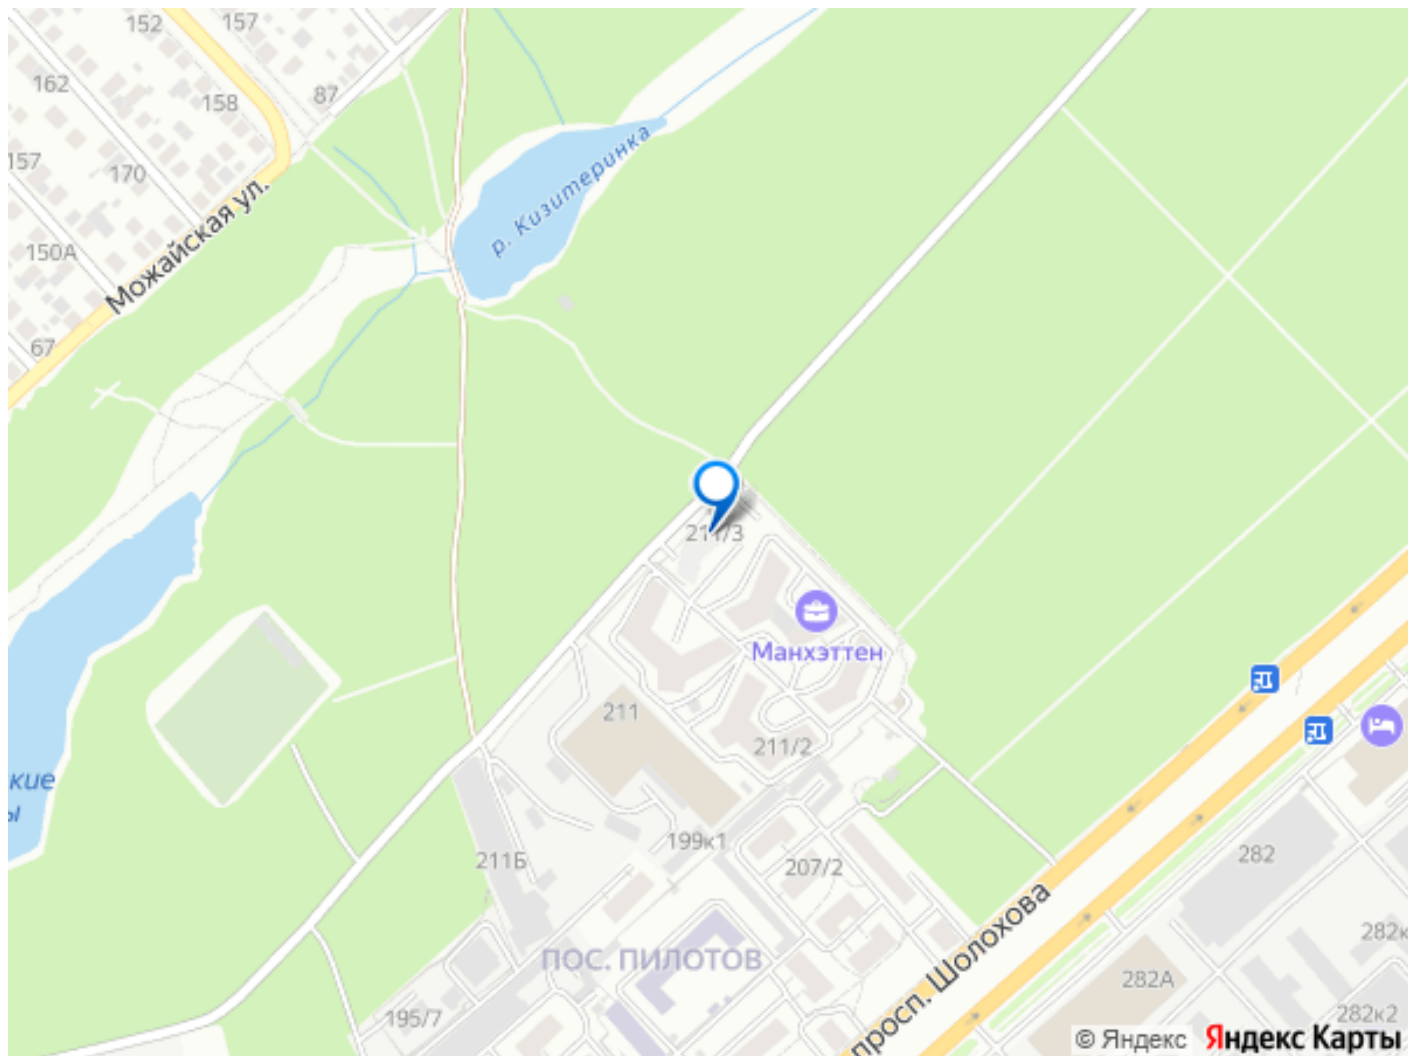 152
157
162
158
87
157
170
р. Кизитеринка
150А
Можайская ул.
67
211/3
Манхэттен
211
211/2
199к1
211Б
207/2
282
просп. Шолохова
ПОС. ПИЛОТОВ
282к
282А
195/7
282к2
кие
ы
© Яндекс Яндекс Карты